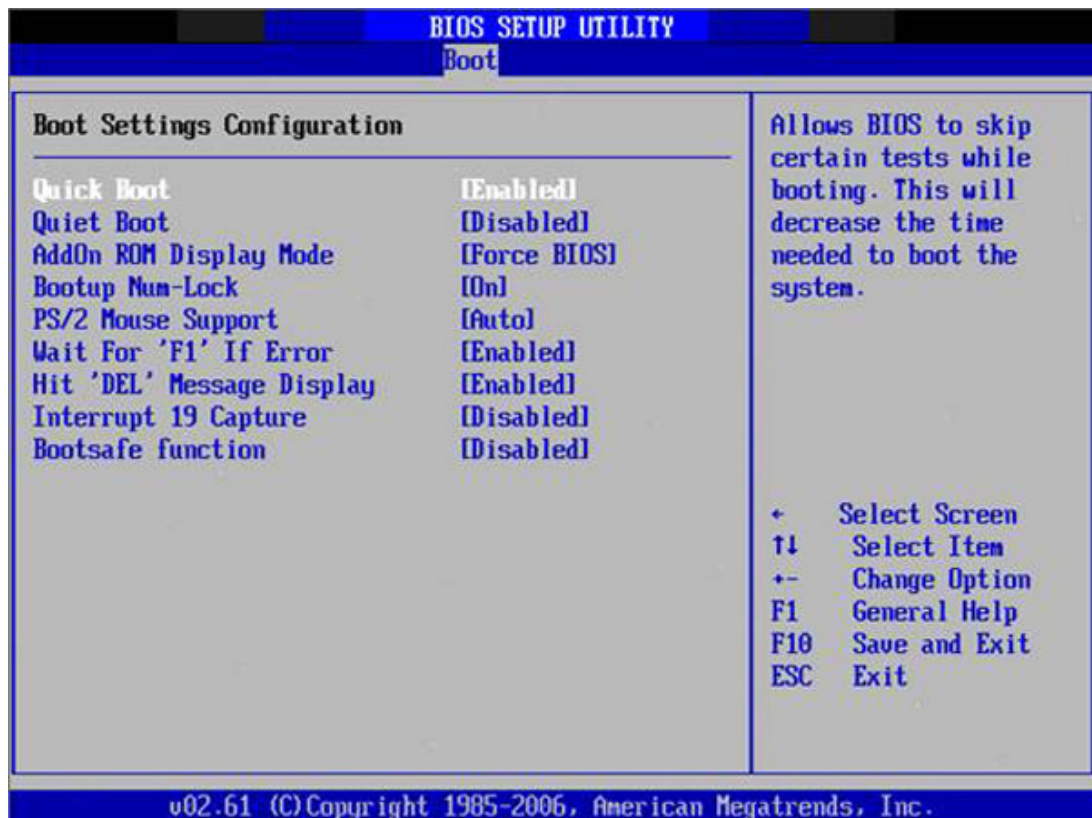 BIOS SETUP UTILITY
Boot
Boot Settings Configuration
Quick Boot [Enabled]
Quiet Boot [Disabled]
AddOn ROM Display Mode [Force BIOS]
Bootup Num-Lock [On]
PS/2 Mouse Support [Auto]
Wait For 'F1' If Error [Enabled]
Hit 'DEL' Message Display [Enabled]
Interrupt 19 Capture [Disabled]
Bootsafe function [Disabled]
Allows BIOS to skip
certain tests while
booting. This will
decrease the time
needed to boot the
system.
← Select Screen
↑↓ Select Item
+- Change Option
F1 General Help
F10 Save and Exit
ESC Exit
v02.61 (C)Copyright 1985-2006, American Megatrends, Inc.